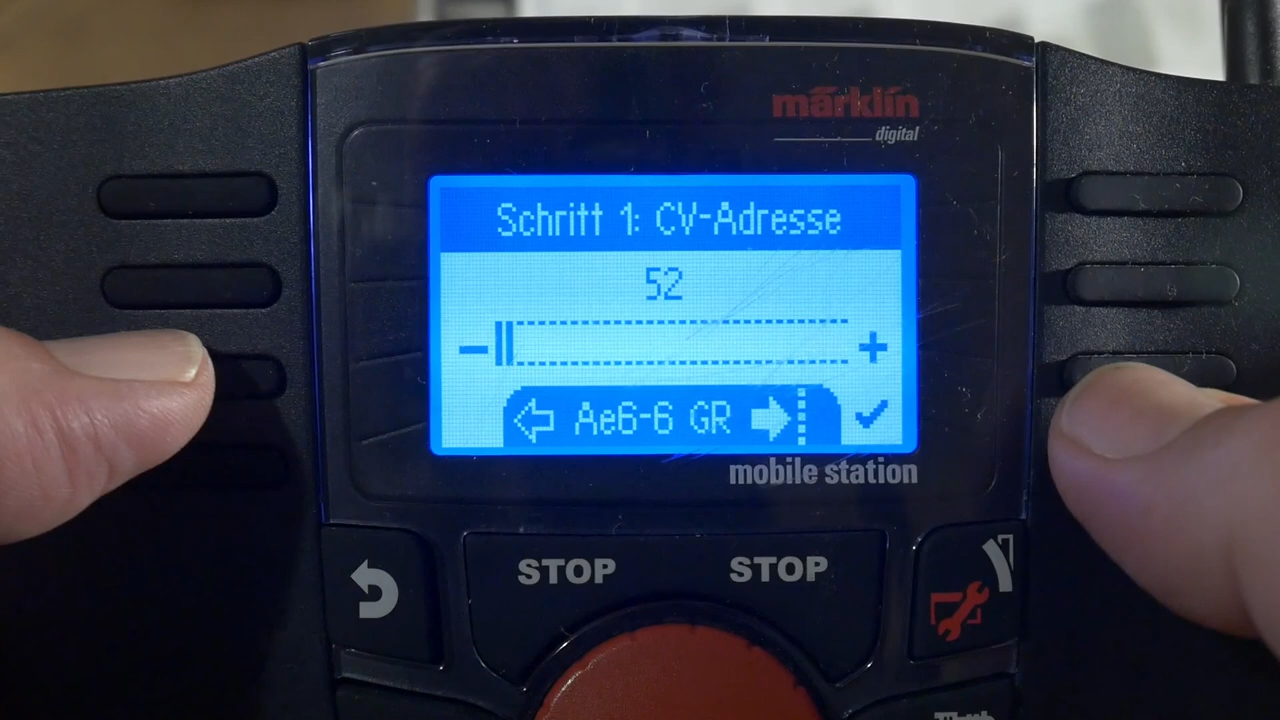 märklin
digital
Schritt 1: CV-Adresse
52
- +
Ae6-6 GR
mobile station
STOP STOP